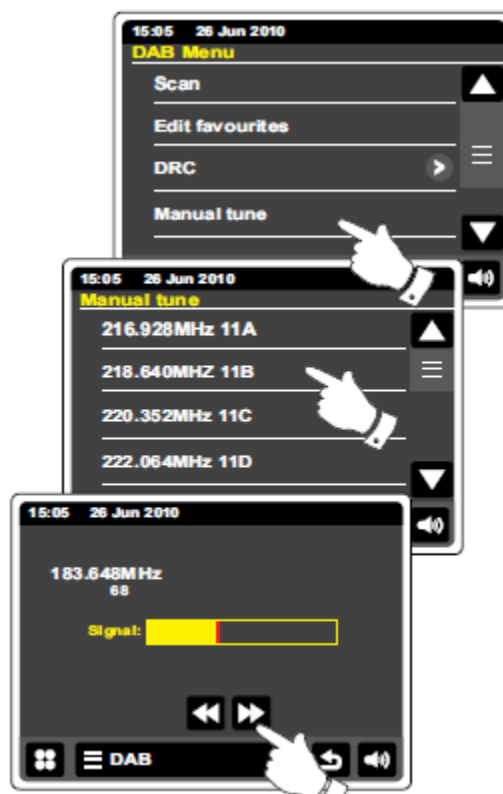 15:05 26 Jun 2010
DAB Menu
Scan
Edit favourites
DRC
Manual tune
15:05 26 Jun 2010
Manual tune
216.928MHz 11A
218.640MHZ 11B
220.352MHz 11C
222.064MHz 11D
15:05 26 Jun 2010
183.648MHz
68
Signal:
DAB